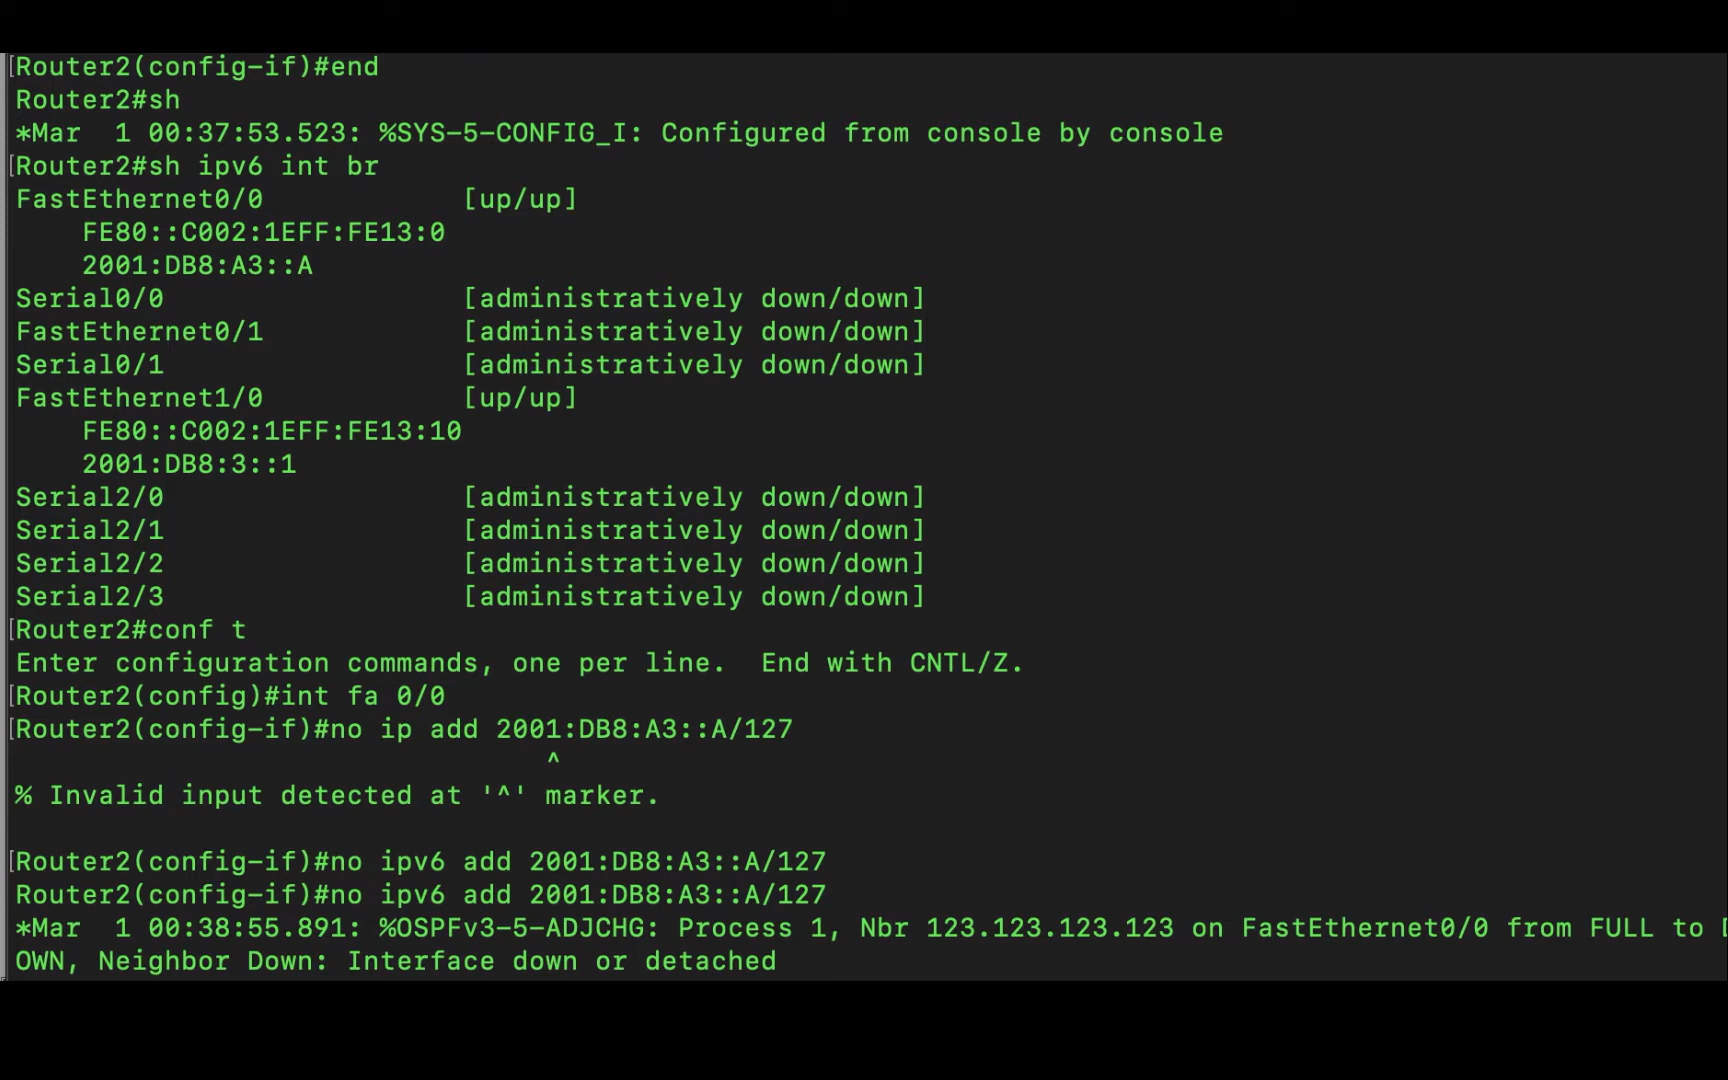 [Router2(config-if)#end
Router2#sh
*Mar  1 00:37:53.523: %SYS-5-CONFIG_I: Configured from console by console
[Router2#sh ipv6 int br
FastEthernet0/0            [up/up]
    FE80::C002:1EFF:FE13:0
    2001:DB8:A3::A
Serial0/0                  [administratively down/down]
FastEthernet0/1            [administratively down/down]
Serial0/1                  [administratively down/down]
FastEthernet1/0            [up/up]
    FE80::C002:1EFF:FE13:10
    2001:DB8:3::1
Serial2/0                  [administratively down/down]
Serial2/1                  [administratively down/down]
Serial2/2                  [administratively down/down]
Serial2/3                  [administratively down/down]
[Router2#conf t
Enter configuration commands, one per line.  End with CNTL/Z.
[Router2(config)#int fa 0/0
[Router2(config-if)#no ip add 2001:DB8:A3::A/127
                                ^
% Invalid input detected at '^' marker.

[Router2(config-if)#no ipv6 add 2001:DB8:A3::A/127
Router2(config-if)#no ipv6 add 2001:DB8:A3::A/127
*Mar  1 00:38:55.891: %OSPFv3-5-ADJCHG: Process 1, Nbr 123.123.123.123 on FastEthernet0/0 from FULL to D
OWN, Neighbor Down: Interface down or detached